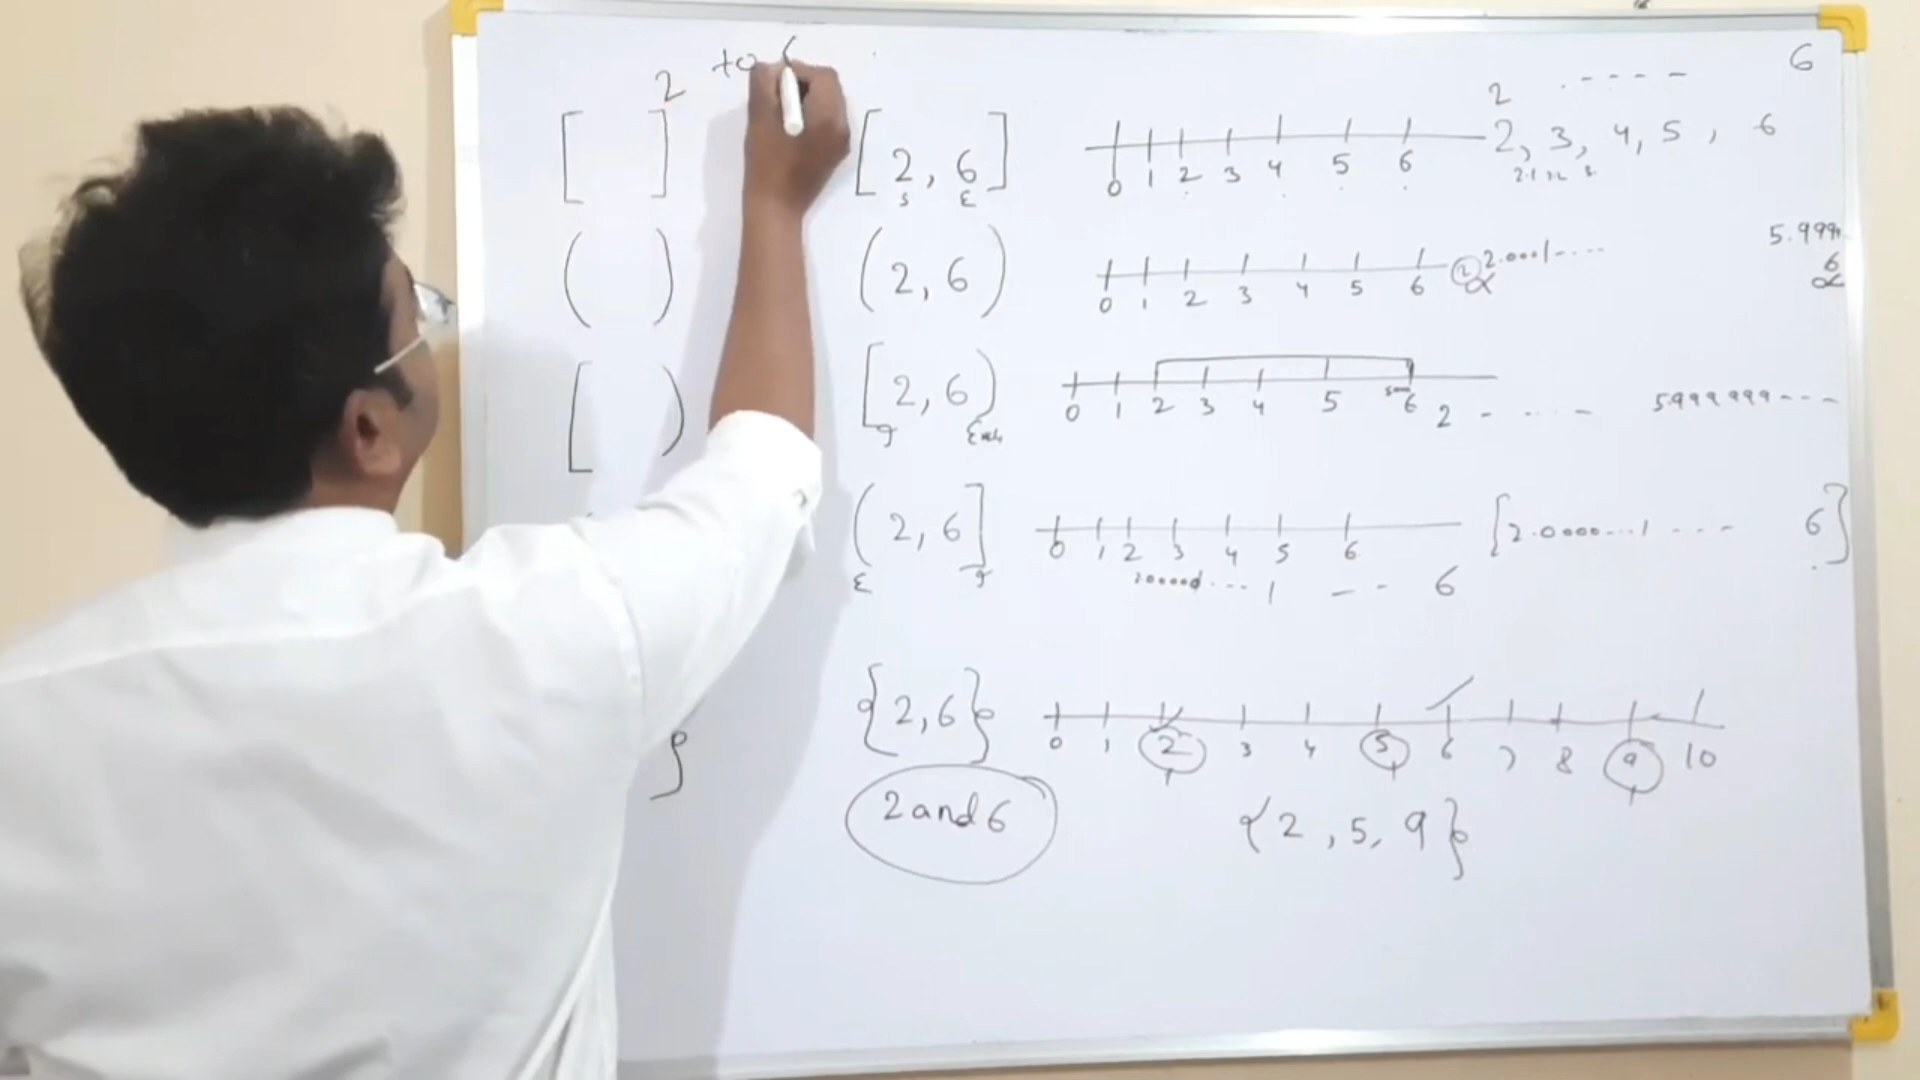 2 to 6
[ ] [2, 6] 0 1 2 3 4 5 6 2 - - - - 6
2, 3, 4, 5, 6
( ) (2, 6) 0 1 2 3 4 5 6 2 2.0001---- 5.999
6
[ ) [2, 6) 0 1 2 3 4 5 6 2 - - - - 5.999999---
(2, 6] 0 1 2 3 4 5 6 [2.0000...1 - - - 6]
1 - - 6
} {2, 6} 0 1 2 3 4 5 6 7 8 9 10
2 and 6 {2, 5, 9}